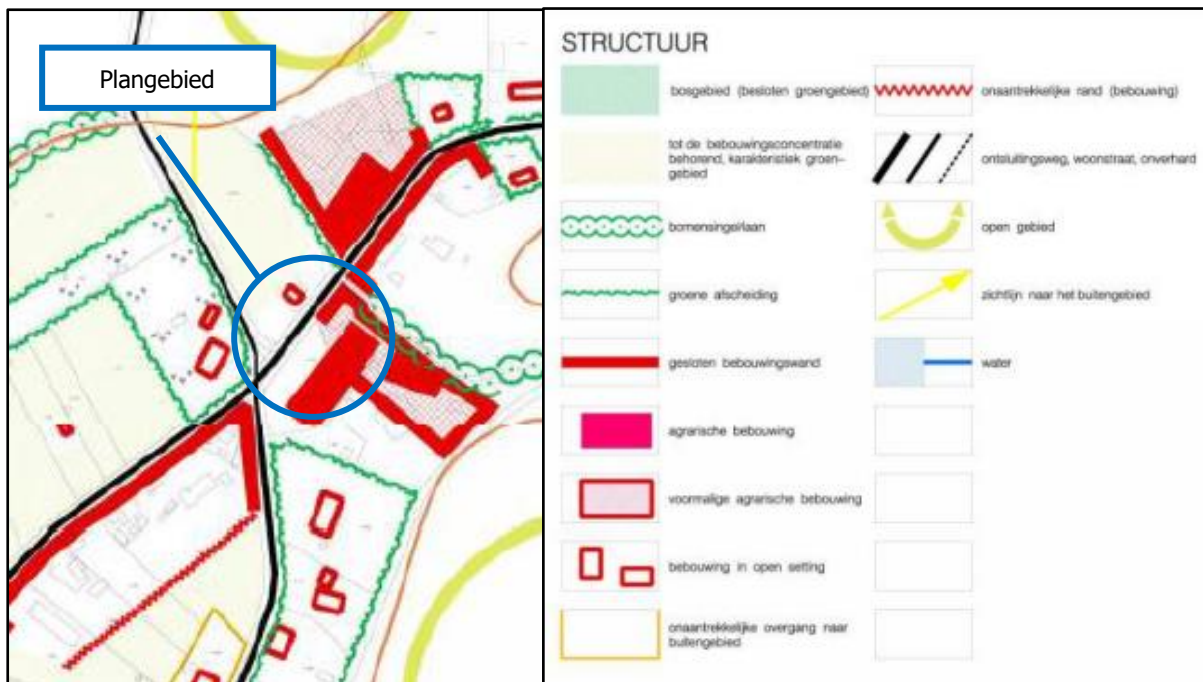 Plangebied
STRUCTUUR
bosgebied (besloten groengebied)
tot de bebouwingsconcentratie
behorend, karakteristiek groen-
gebied
bomensingel/laan
groene afscheiding
gesloten bebouwingswand
agrarische bebouwing
voormalige agrarische bebouwing
bebouwing in open setting
onaantrekkelijke overgang naar
buitengebied
onaantrekkelijke rand (bebouwing)
ontsluitingsweg, woonstraat, onverhard
open gebied
zichtlijn naar het buitengebied
water